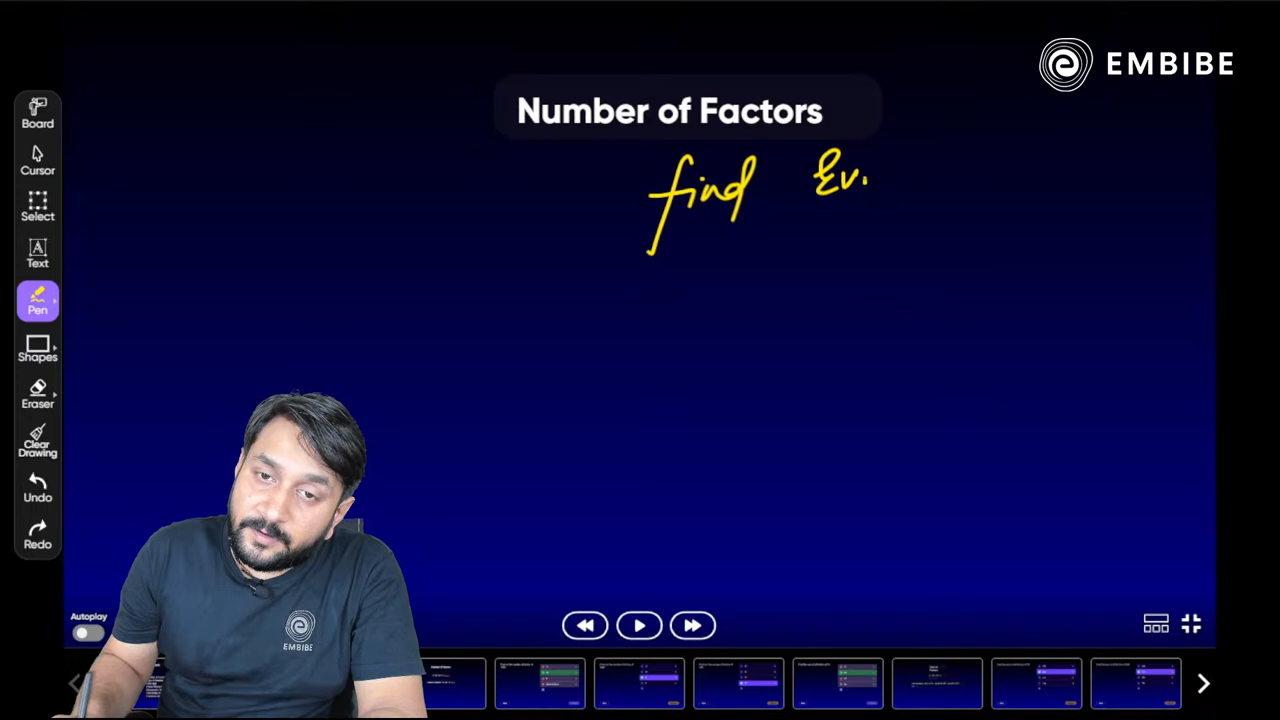 EMBIBE
Number of Factors
find Ev.
Board
Cursor
Select
Text
Pen
Shapes
Eraser
Clear
Drawing
Undo
Redo
EMBIBE
Autoplay